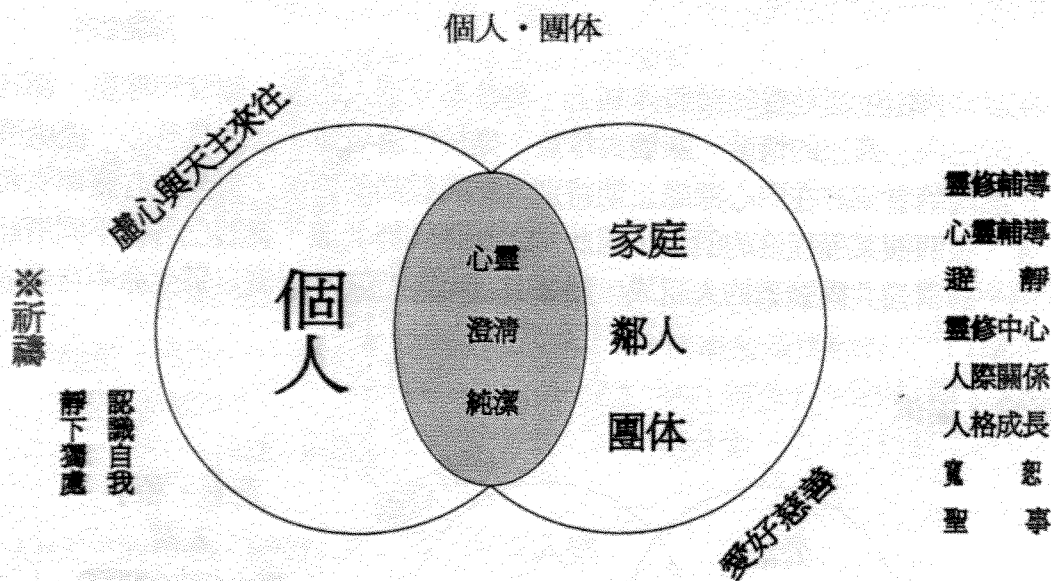 個人・團体
虛心與天主來往
※祈禱
認識自我
靜下獨處
個人
心靈
澄清
純潔
家庭
鄰人
團体
愛好慈善
靈修輔導
心靈輔導
避 靜
靈修中心
人際關係
人格成長
寬 恕
聖 事